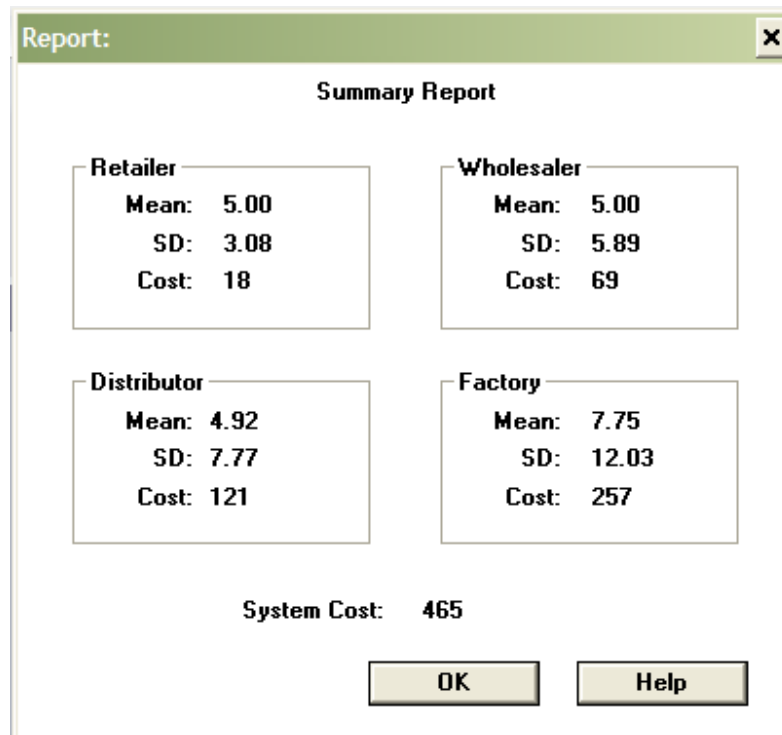 Report:
Summary Report
Retailer
Mean: 5.00
SD: 3.08
Cost: 18
Wholesaler
Mean: 5.00
SD: 5.89
Cost: 69
Distributor
Mean: 4.92
SD: 7.77
Cost: 121
Factory
Mean: 7.75
SD: 12.03
Cost: 257
System Cost: 465
OK
Help